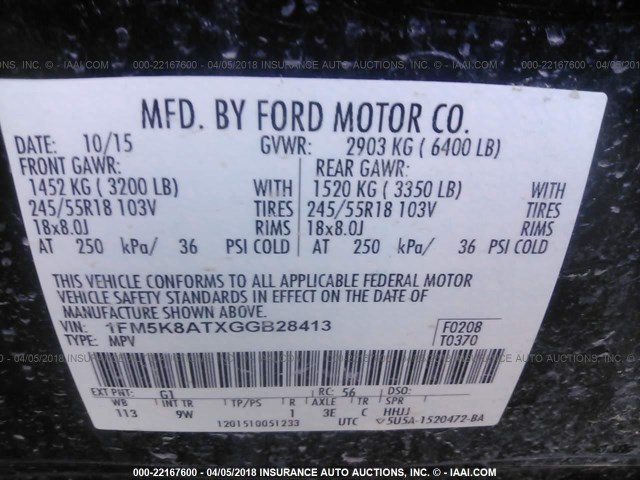 000-22167600 - 04/05/2018 INSURANCE AUTO AUCTIONS, INC. - IAAI.COM
MFD. BY FORD MOTOR CO.
DATE: 10/15 GVWR: 2903 KG ( 6400 LB)
FRONT GAWR: REAR GAWR:
1452 KG ( 3200 LB) WITH 1520 KG ( 3350 LB) WITH
245/55R18 103V TIRES 245/55R18 103V TIRES
18x8.0J RIMS 18x8.0J RIMS
AT 250 kPa/ 36 PSI COLD AT 250 kPa/ 36 PSI COLD
THIS VEHICLE CONFORMS TO ALL APPLICABLE FEDERAL MOTOR
VEHICLE SAFETY STANDARDS IN EFFECT ON THE DATE OF
MANUFACTURE SHOWN ABOVE.
VIN: 1FM5K8ATXGGB28413 F0208
TYPE: MPV T0370
EXT PNT: G1 RC: 56 DSO:
WB INT TR TP/PS R AXLE TR SPR
113 9W 1 3E C HHJJ
1201510051233 UTC 5U5A-1520472-BA
000-22167600 - 04/05/2018 INSURANCE AUTO AUCTIONS, INC. - IAAI.COM